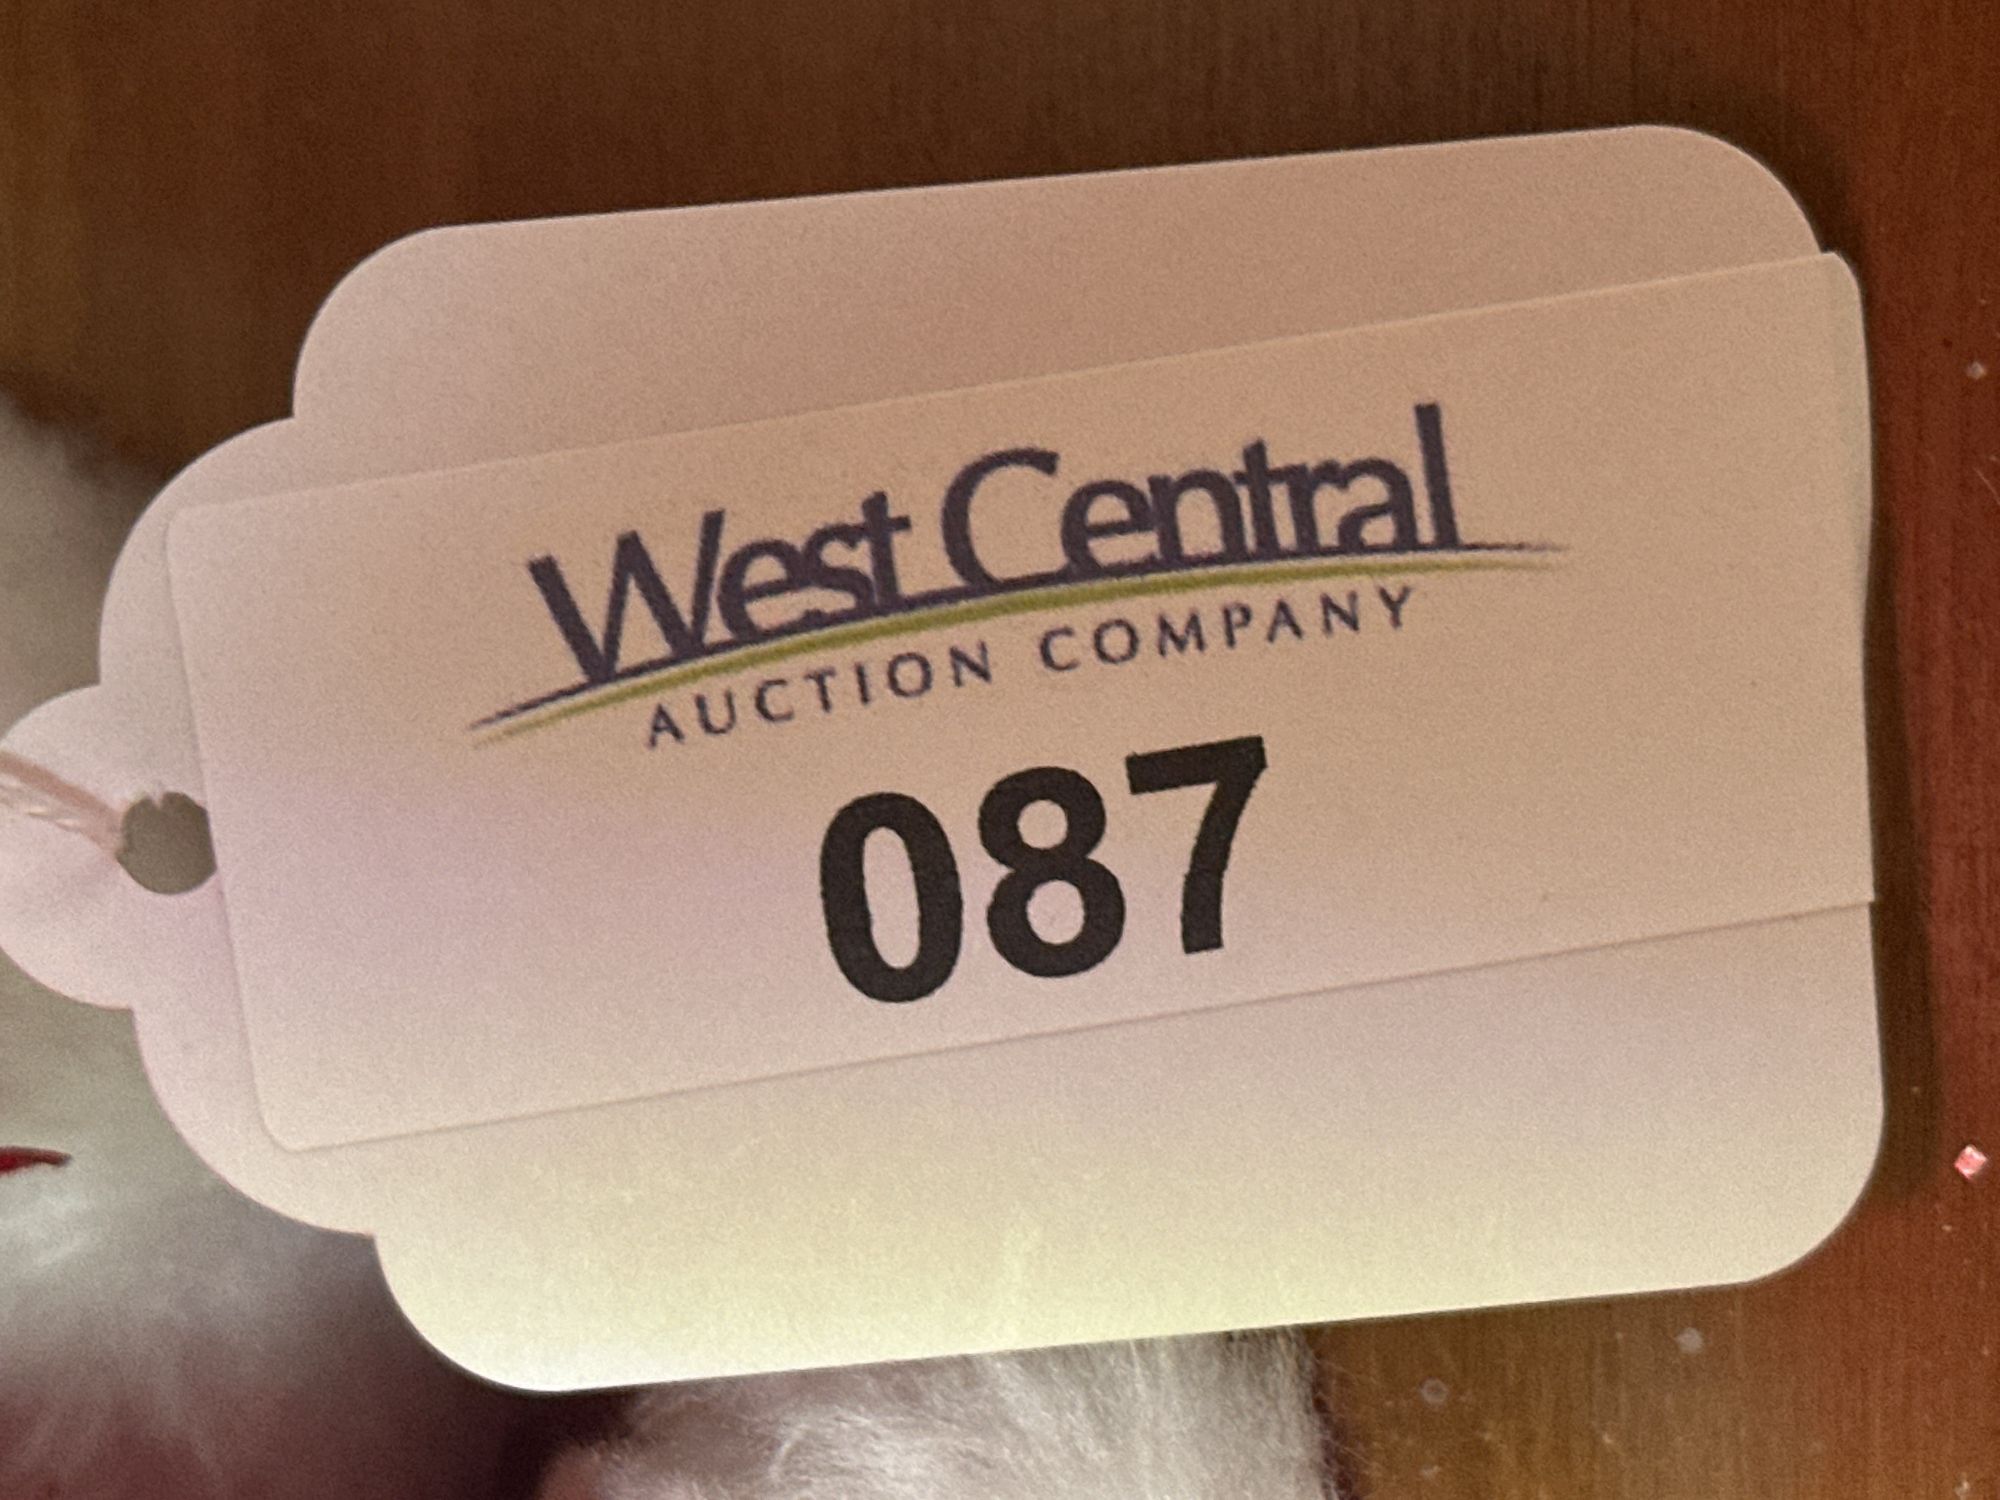 West Central
AUCTION COMPANY
087